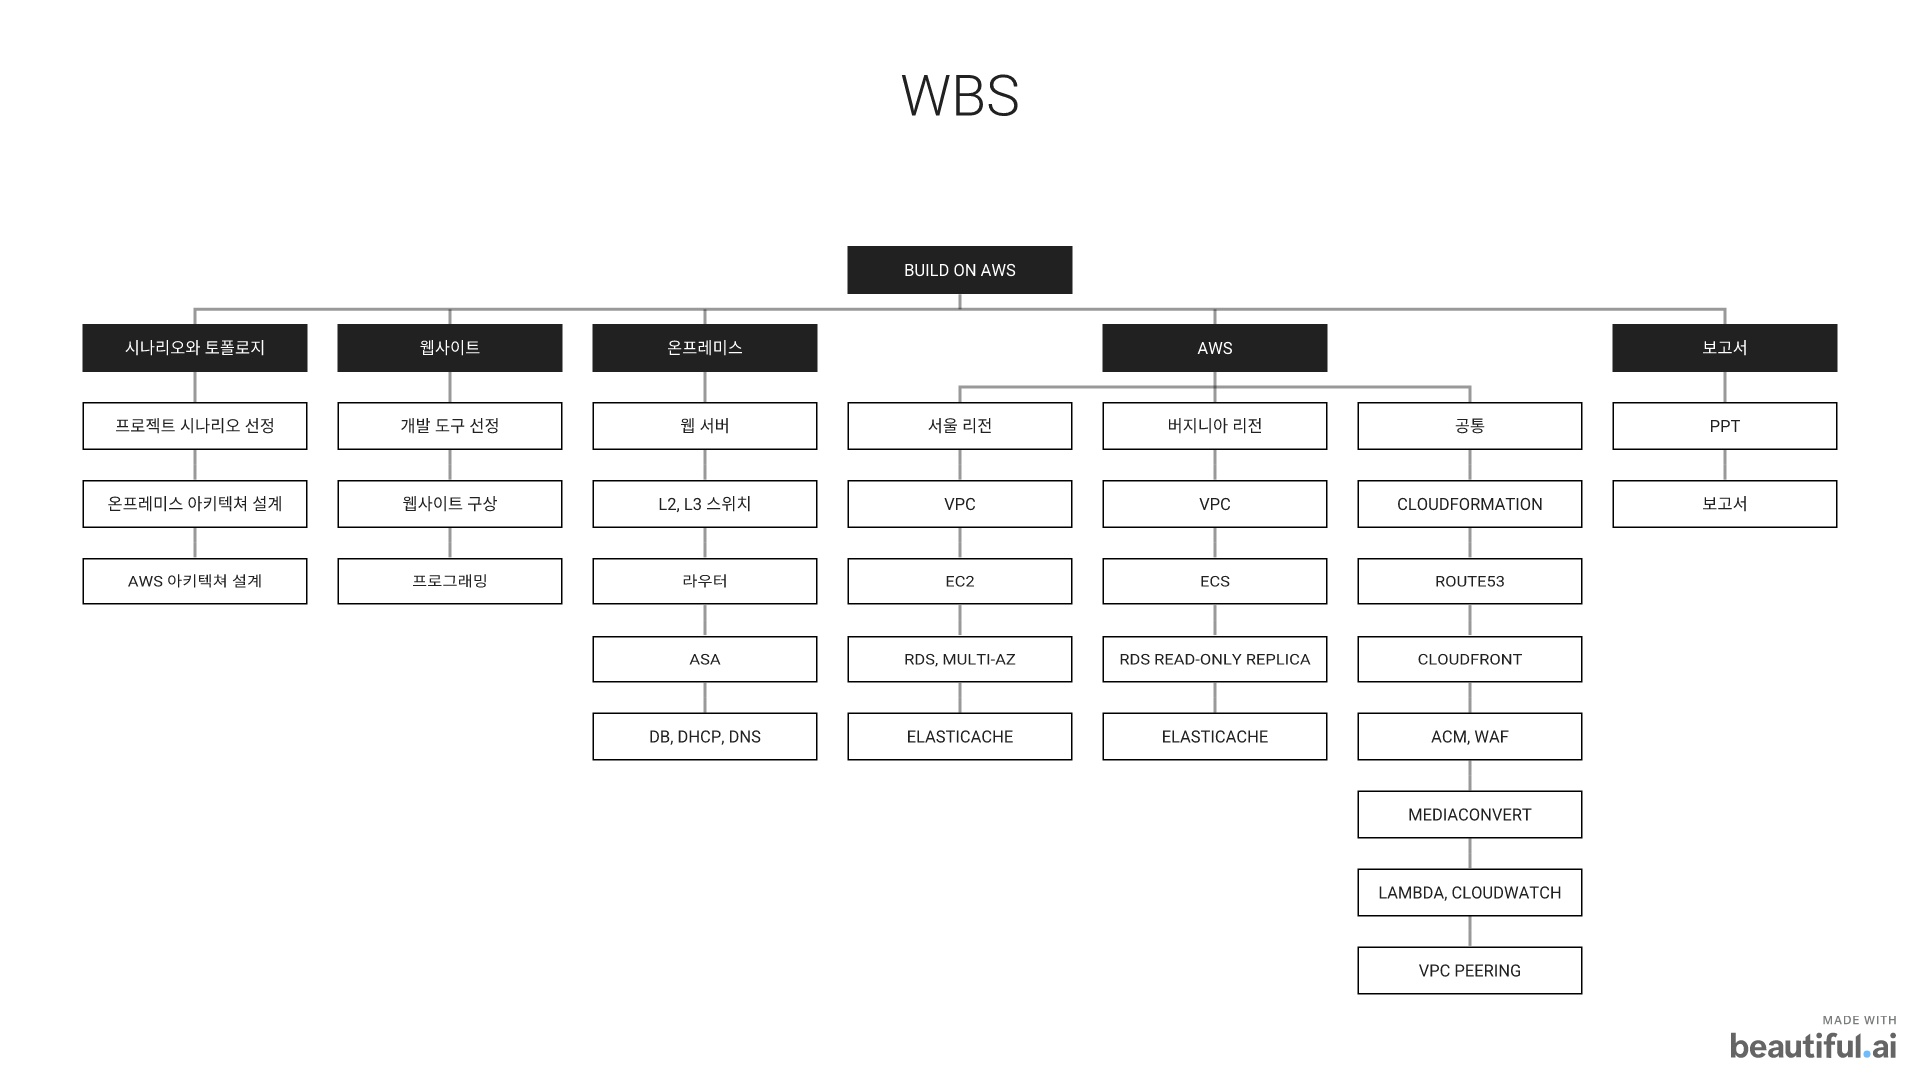 WBS
BUILD ON AWS
시나리오와 토폴로지
프로젝트 시나리오 선정
온프레미스 아키텍쳐 설계
AWS 아키텍쳐 설계
웹사이트
개발 도구 선정
웹사이트 구상
프로그래밍
온프레미스
웹 서버
L2, L3 스위치
라우터
ASA
DB, DHCP, DNS
AWS
서울 리전
VPC
EC2
RDS, MULTI-AZ
ELASTICACHE
버지니아 리전
VPC
ECS
RDS READ-ONLY REPLICA
ELASTICACHE
공통
CLOUDFORMATION
ROUTE53
CLOUDFRONT
ACM, WAF
MEDIACONVERT
LAMBDA, CLOUDWATCH
VPC PEERING
보고서
PPT
보고서
MADE WITH
beautiful.ai